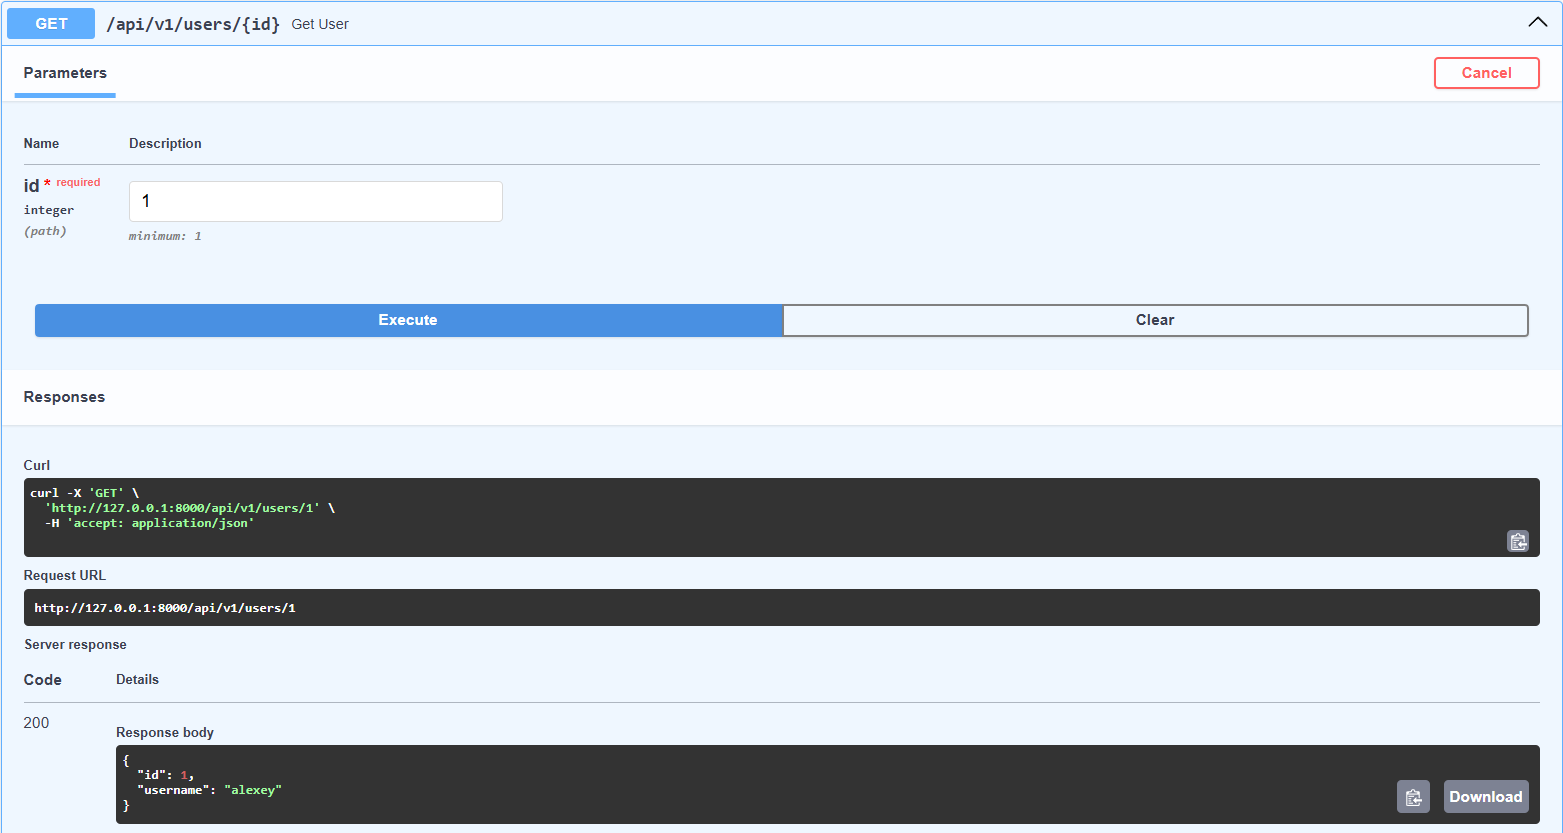 GET /api/v1/users/{id} Get User
Parameters
Cancel
Name Description
id * required
integer
(path)
1
minimum: 1
Execute Clear
Responses
Curl
curl -X 'GET' \
  'http://127.0.0.1:8000/api/v1/users/1' \
  -H 'accept: application/json'
Request URL
http://127.0.0.1:8000/api/v1/users/1
Server response
Code Details
200
Response body
{
  "id": 1,
  "username": "alexey"
}
Download